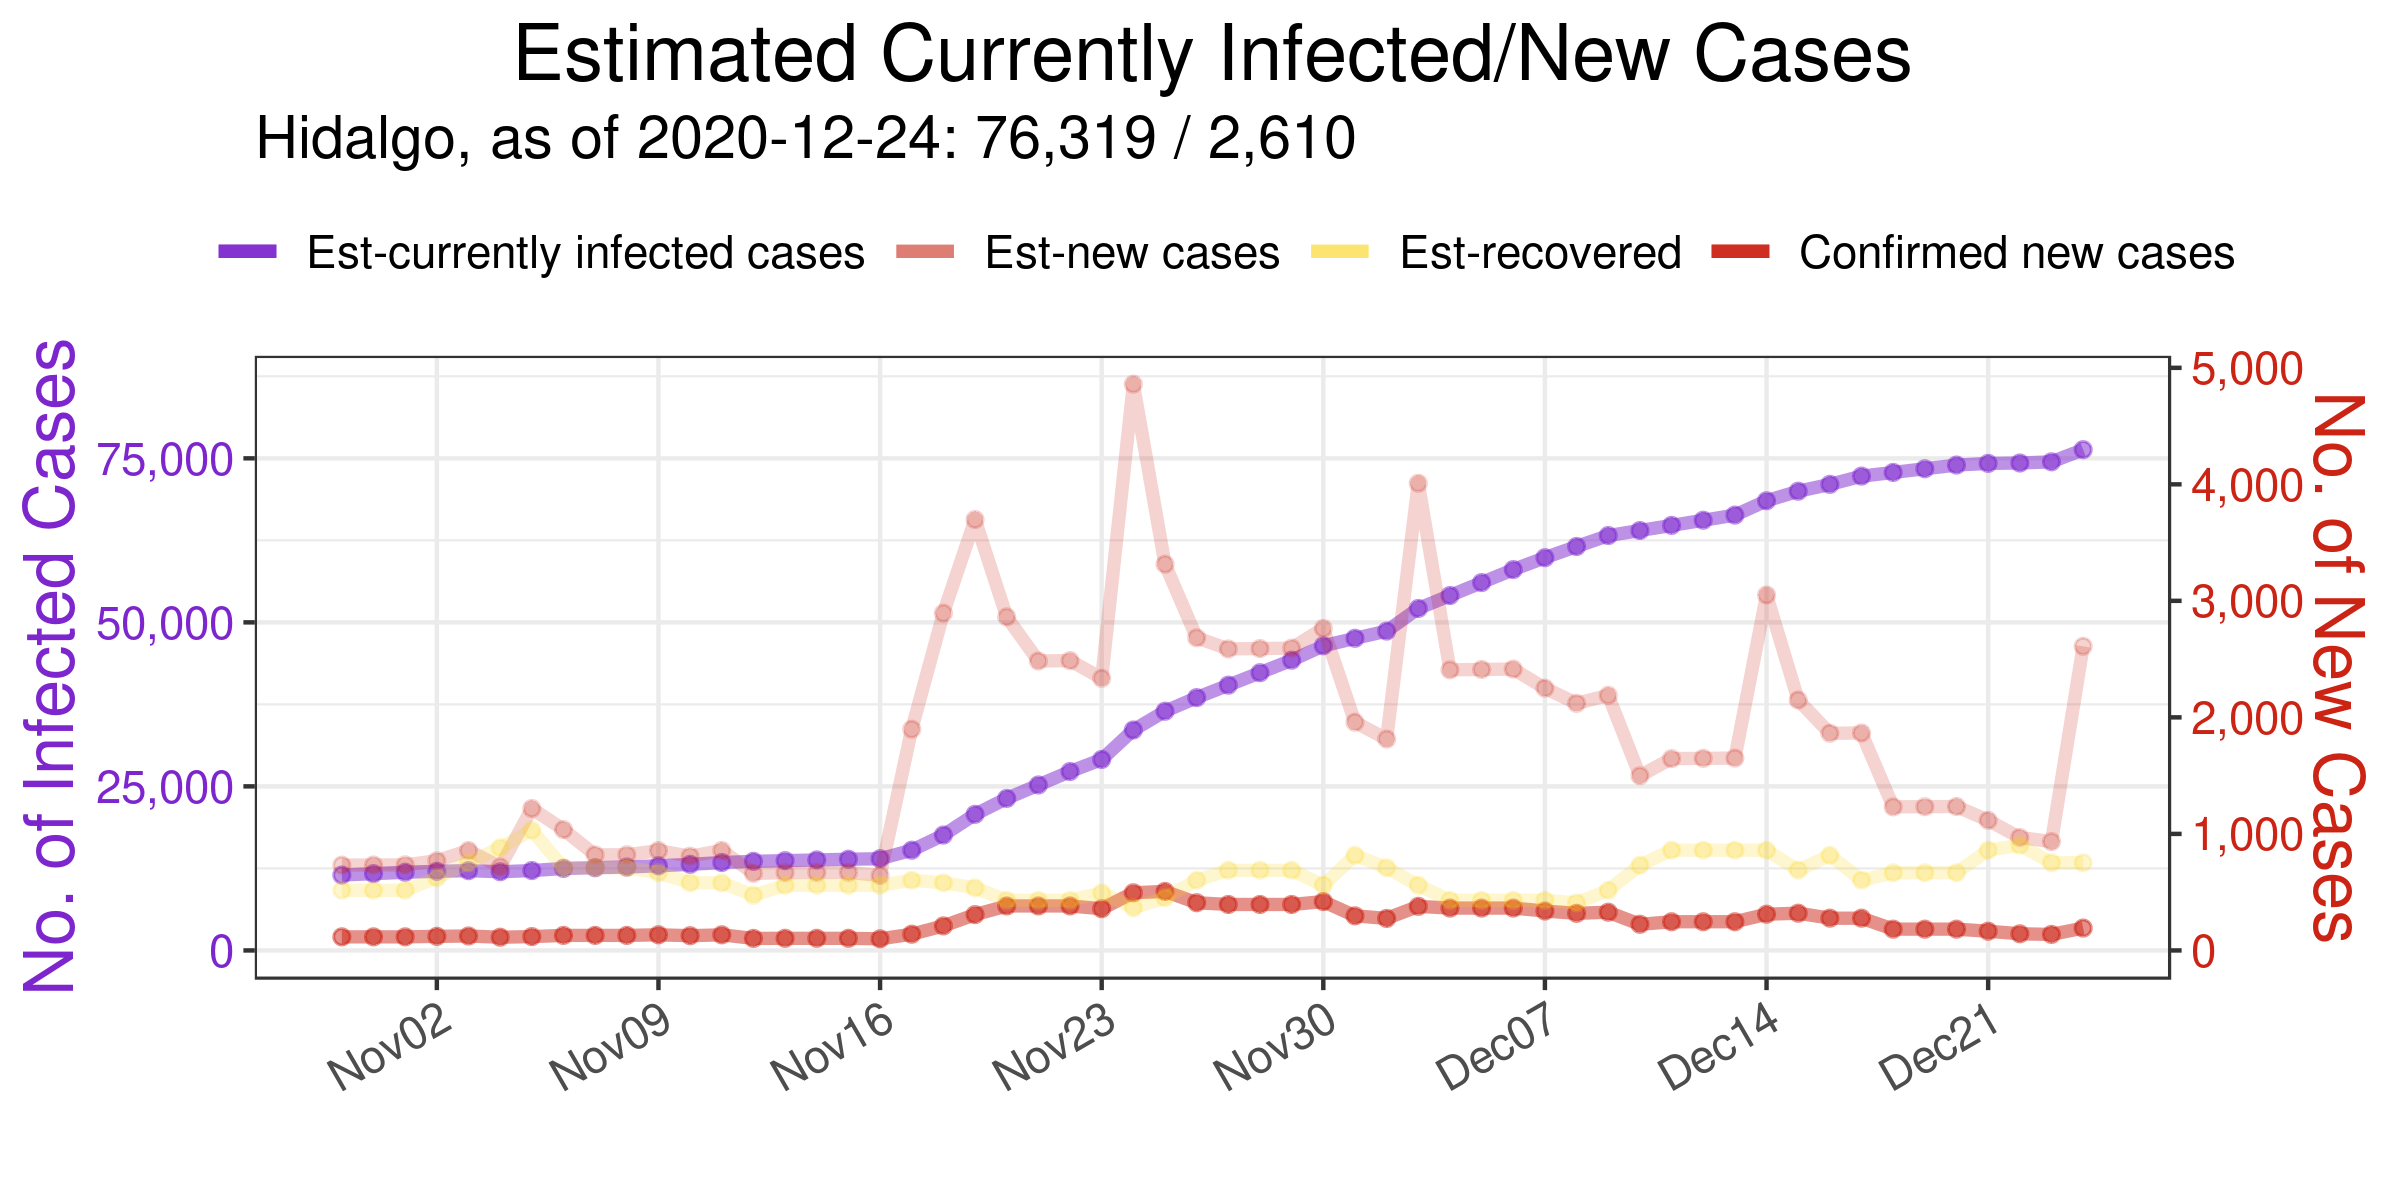 Estimated Currently Infected/New Cases
Hidalgo, as of 2020-12-24: 76,319 / 2,610
Est-currently infected cases Est-new cases Est-recovered Confirmed new cases
No. of Infected Cases
75,000
50,000
25,000
0
5,000
4,000
3,000
2,000
1,000
0
No. of New Cases
Nov02 Nov09 Nov16 Nov23 Nov30 Dec07 Dec14 Dec21